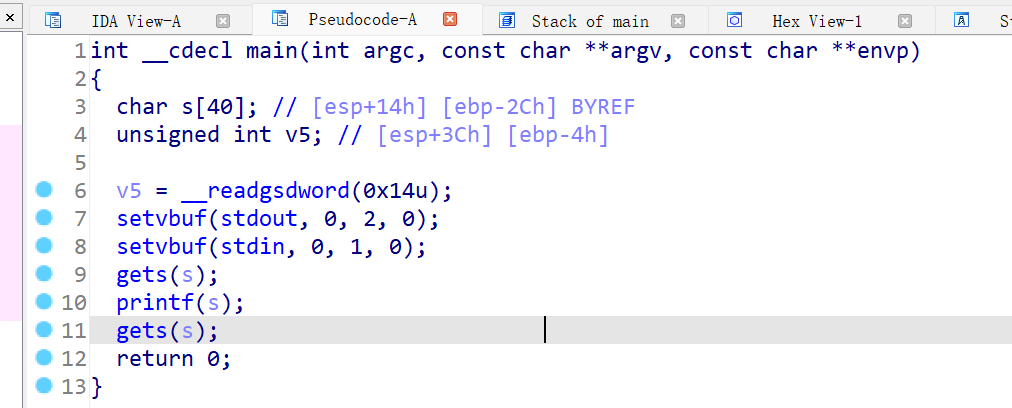 IDA View-A Pseudocode-A Stack of main Hex View-1
1 int __cdecl main(int argc, const char **argv, const char **envp)
2 {
3 char s[40]; // [esp+14h] [ebp-2Ch] BYREF
4 unsigned int v5; // [esp+3Ch] [ebp-4h]
5
6 v5 = __readgsdword(0x14u);
7 setvbuf(stdout, 0, 2, 0);
8 setvbuf(stdin, 0, 1, 0);
9 gets(s);
10 printf(s);
11 gets(s);
12 return 0;
13 }